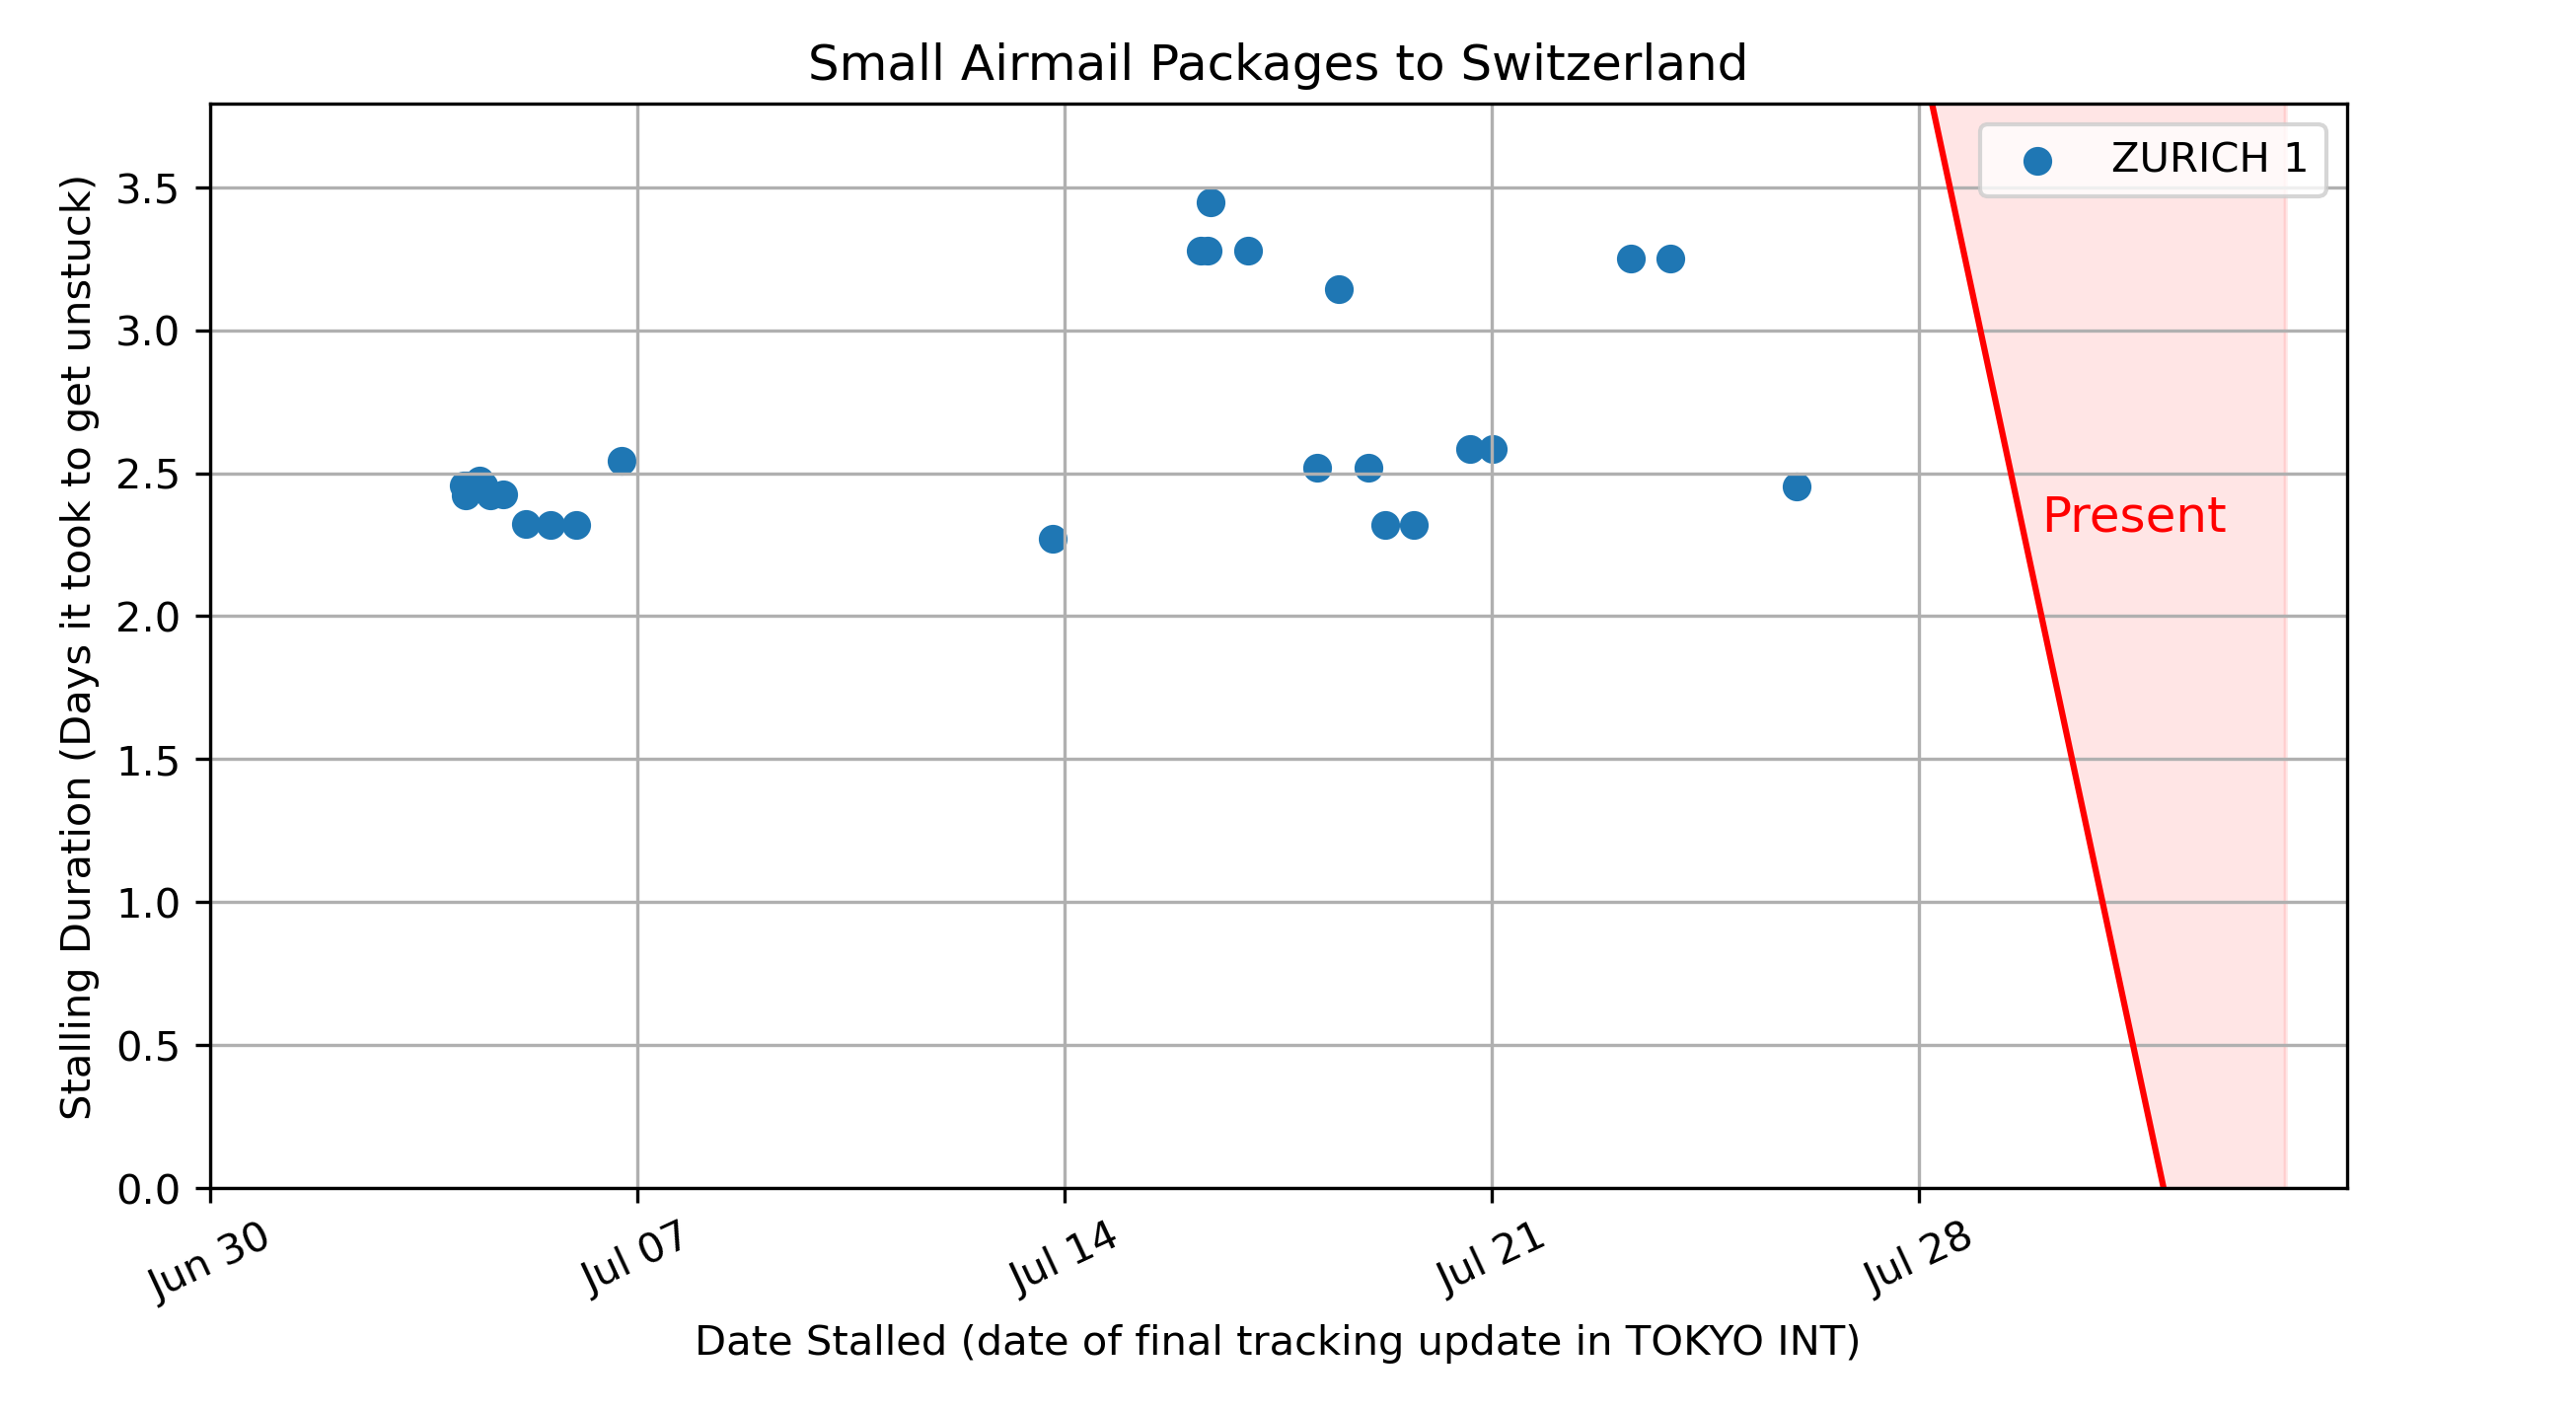 Small Airmail Packages to Switzerland
ZURICH 1
Present
Stalling Duration (Days it took to get unstuck)
3.5
3.0
2.5
2.0
1.5
1.0
0.5
0.0
Jun 30
Jul 07
Jul 14
Jul 21
Jul 28
Date Stalled (date of final tracking update in TOKYO INT)